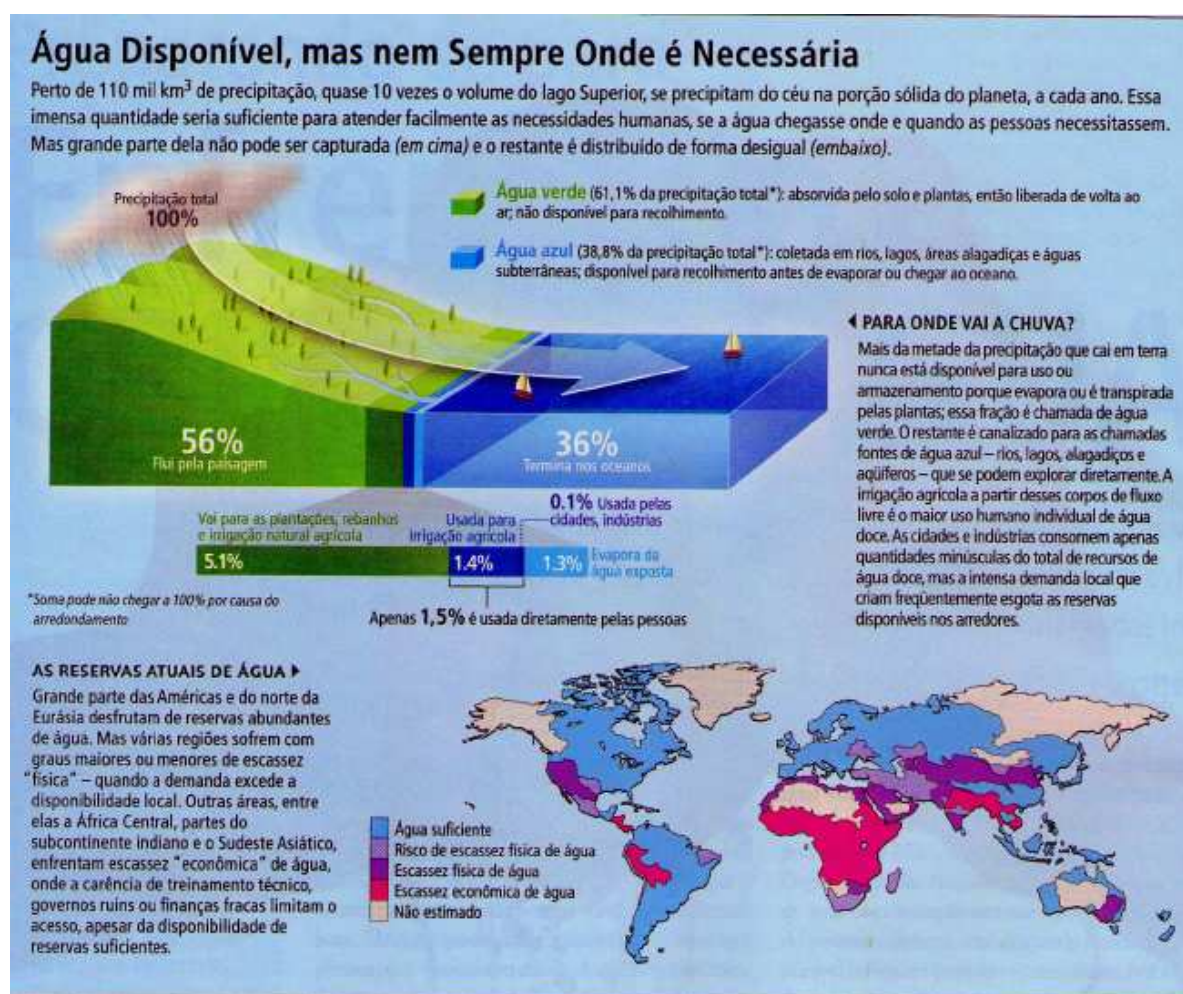 Água Disponível, mas nem Sempre Onde é Necessária
Perto de 110 mil km³ de precipitação, quase 10 vezes o volume do lago Superior, se precipitam do céu na porção sólida do planeta, a cada ano. Essa
imensa quantidade seria suficiente para atender facilmente as necessidades humanas, se a água chegasse onde e quando as pessoas necessitassem.
Mas grande parte dela não pode ser capturada (em cima) e o restante é distribuido de forma desigual (embaixo).
Precipitação total
100%
Água verde (61,1% da precipitação total*): absorvida pelo solo e plantas, então liberada de volta ao
ar; não disponível para recolhimento.
Água azul (38,8% da precipitação total*): coletada em rios, lagos, áreas alagadiças e águas
subterrâneas; disponível para recolhimento antes de evaporar ou chegar ao oceano.
PARA ONDE VAI A CHUVA?
Mais da metade da precipitação que cai em terra
nunca está disponível para uso ou
armazenamento porque evapora ou é transpirada
pelas plantas; essa fração é chamada de água
verde. O restante é canalizado para as chamadas
fontes de água azul – rios, lagos, alagadiços e
aqüíferos – que se podem explorar diretamente. A
irrigação agrícola a partir desses corpos de fluxo
livre é o maior uso humano individual de água
doce. As cidades e indústrias consomem apenas
quantidades minúsculas do total de recursos de
água doce, mas a intensa demanda local que
criam freqüentemente esgota as reservas
disponíveis nos arredores.
56%
Flui pela paisagem
36%
Termina nos oceanos
0.1% Usada pelas
cidades, indústrias
Vai para as plantações, rebanhos
e irrigação natural agrícola
Usada para
irrigação agrícola
5.1%
1.4%
1.3%
Evapora da
água exposta
*Soma pode não chegar a 100% por causa do
arredondamento
Apenas 1,5% é usada diretamente pelas pessoas
AS RESERVAS ATUAIS DE ÁGUA
Grande parte das Américas e do norte da
Eurásia desfrutam de reservas abundantes
de água. Mas várias regiões sofrem com
graus maiores ou menores de escassez
"física" – quando a demanda excede a
disponibilidade local. Outras áreas, entre
elas a África Central, partes do
subcontinente indiano e o Sudeste Asiático,
enfrentam escassez "econômica" de água,
onde a carência de treinamento técnico,
governos ruins ou finanças fracas limitam o
acesso, apesar da disponibilidade de
reservas suficientes.
Água suficiente
Risco de escassez física de água
Escassez física de água
Escassez econômica de água
Não estimado